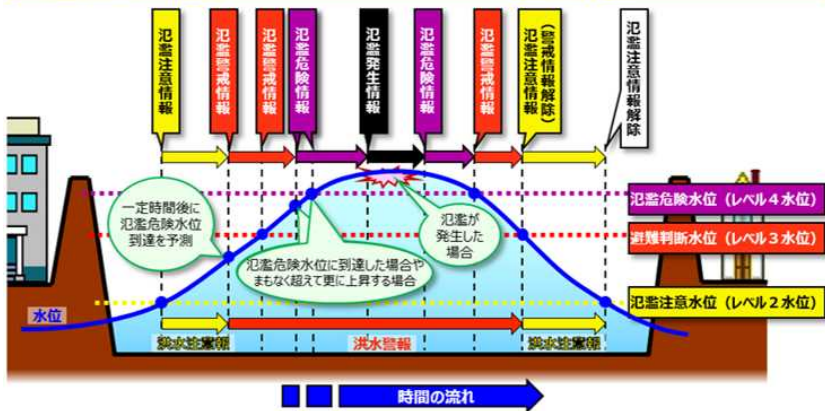 氾濫注意情報
氾濫警戒情報
氾濫警戒情報
氾濫危険情報
氾濫発生情報
氾濫危険情報
氾濫警戒情報
氾濫注意情報
(警戒情報解除)
氾濫注意情報解除
一定時間後に
氾濫危険水位
到達を予測
氾濫が
発生した
場合
氾濫危険水位に到達した場合や
まもなく超えて更に上昇する場合
氾濫危険水位(レベル4水位)
避難判断水位(レベル3水位)
氾濫注意水位(レベル2水位)
水位
洪水注意報
洪水警報
洪水注意報
時間の流れ